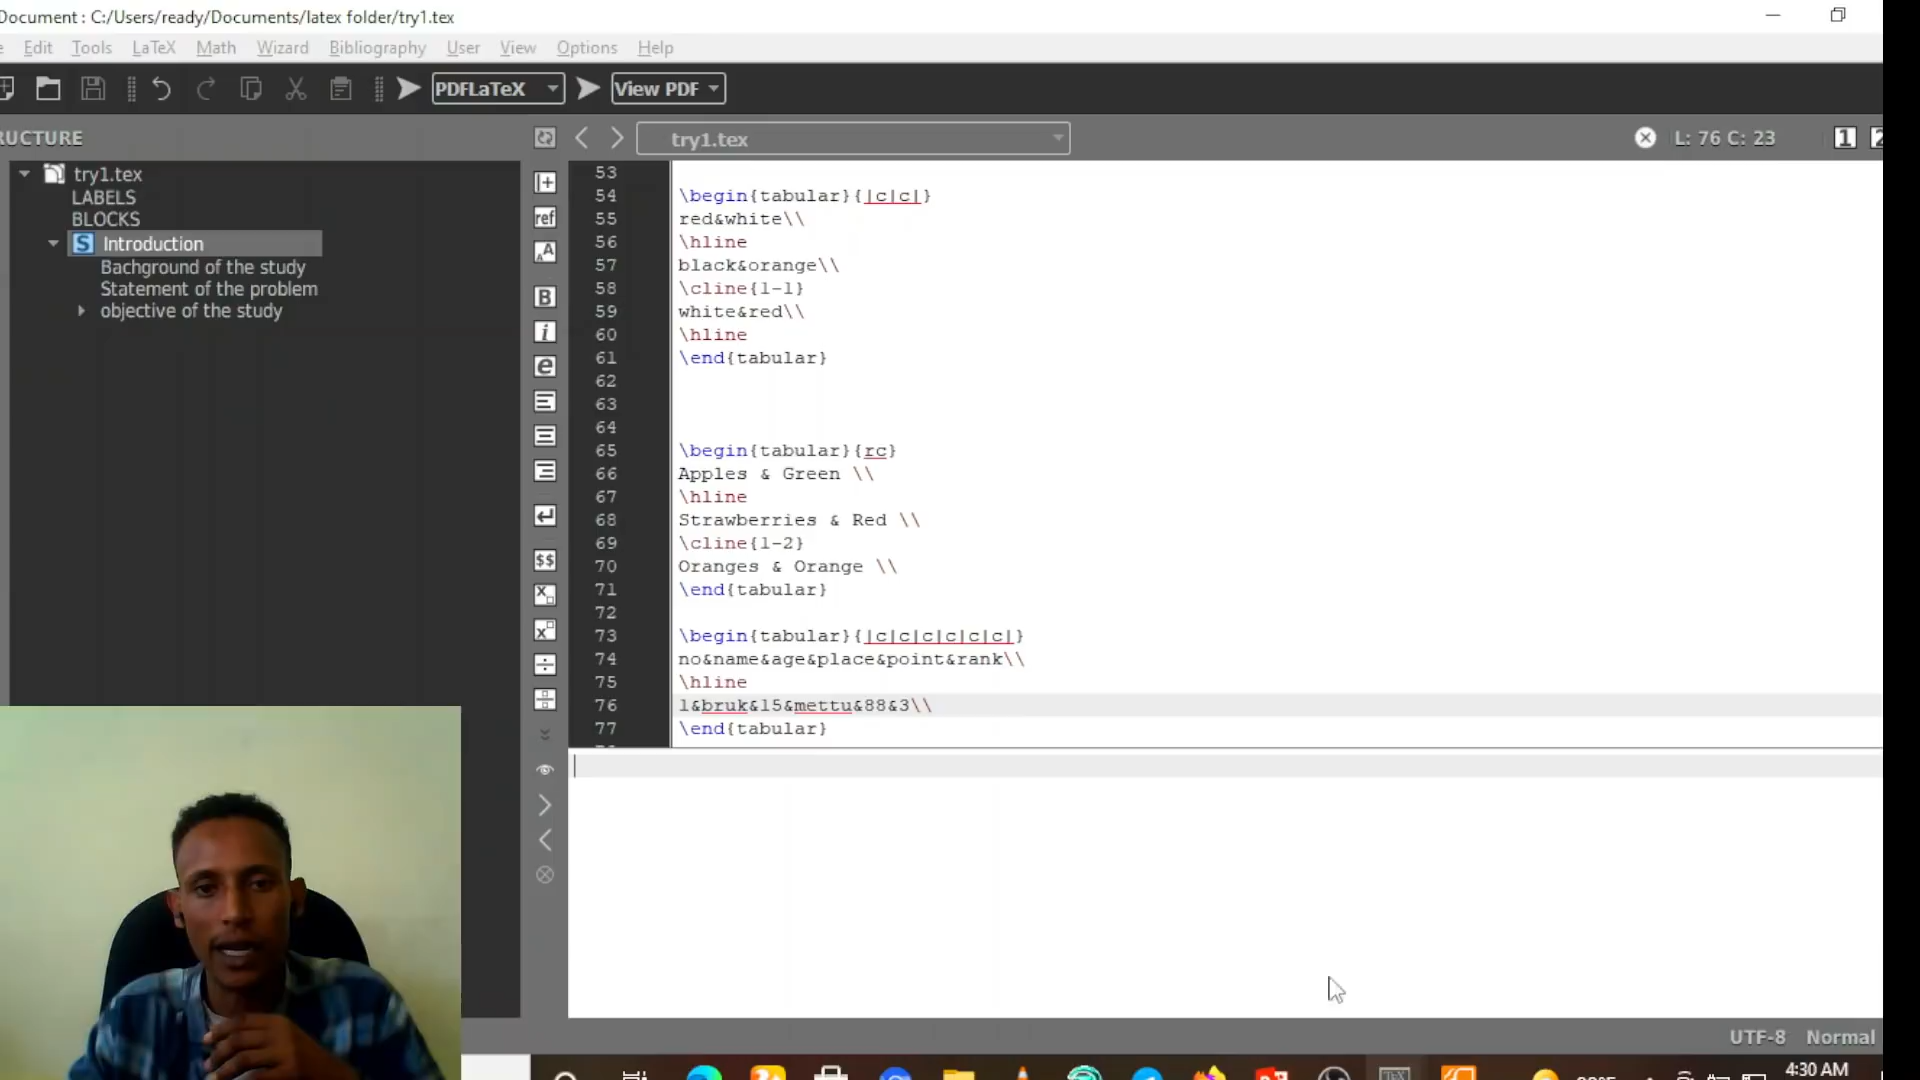 Document : C:/Users/ready/Documents/latex folder/try1.tex
Edit Tools LaTeX Math Wizard Bibliography User View Options Help
PDFLaTeX View PDF
RUCTURE
try1.tex
L: 76 C: 23
1 2
try1.tex
LABELS
BLOCKS
S Introduction
Bachground of the study
Statement of the problem
objective of the study
ref
A A
B
i
e
$$
X
X
53
54 \begin{tabular}{|c|c|}
55 red&white\\
56 \hline
57 black&orange\\
58 \cline{1-1}
59 white&red\\
60 \hline
61 \end{tabular}
62
63
64
65 \begin{tabular}{rc}
66 Apples & Green \\
67 \hline
68 Strawberries & Red \\
69 \cline{1-2}
70 Oranges & Orange \\
71 \end{tabular}
72
73 \begin{tabular}{|c|c|c|c|c|c|}
74 no&name&age&place&point&rank\\
75 \hline
76 1&bruk&15&mettu&88&3\\
77 \end{tabular}
UTF-8 Normal
4:30 AM